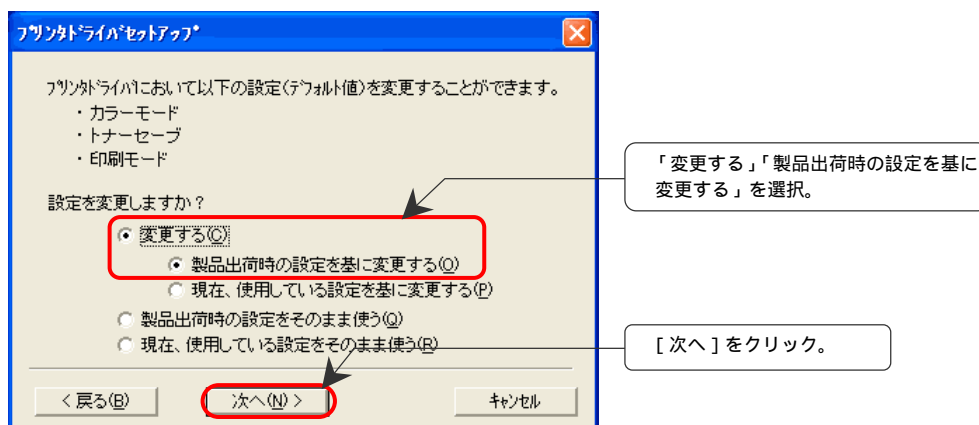 プリンタドライバセットアップ
プリンタドライバにおいて以下の設定(デフォルト値)を変更することができます。
・カラーモード
・トナーセーブ
・印刷モード
設定を変更しますか？
変更する(C)
製品出荷時の設定を基に変更する(O)
現在、使用している設定を基に変更する(P)
製品出荷時の設定をそのまま使う(Q)
現在、使用している設定をそのまま使う(R)
< 戻る(B)
次へ(N) >
キャンセル
「変更する」「製品出荷時の設定を基に
変更する」を選択。
[ 次へ ] をクリック。